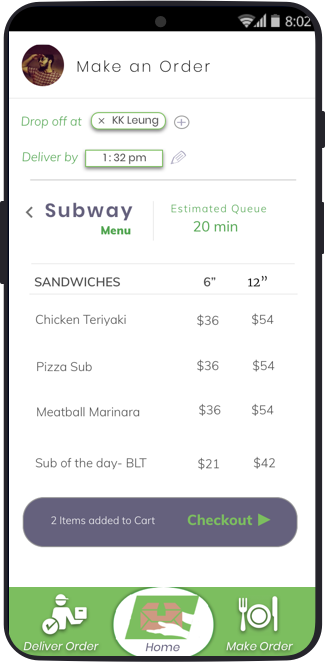 8:02
Make an Order
Drop off at × KK Leung
Deliver by 1:32 pm
Subway
Menu
Estimated Queue
20 min
SANDWICHES 6” 12”
Chicken Teriyaki $36 $54
Pizza Sub $36 $54
Meatball Marinara $36 $54
Sub of the day- BLT $21 $42
2 Items added to Cart Checkout
Deliver Order Home Make Order